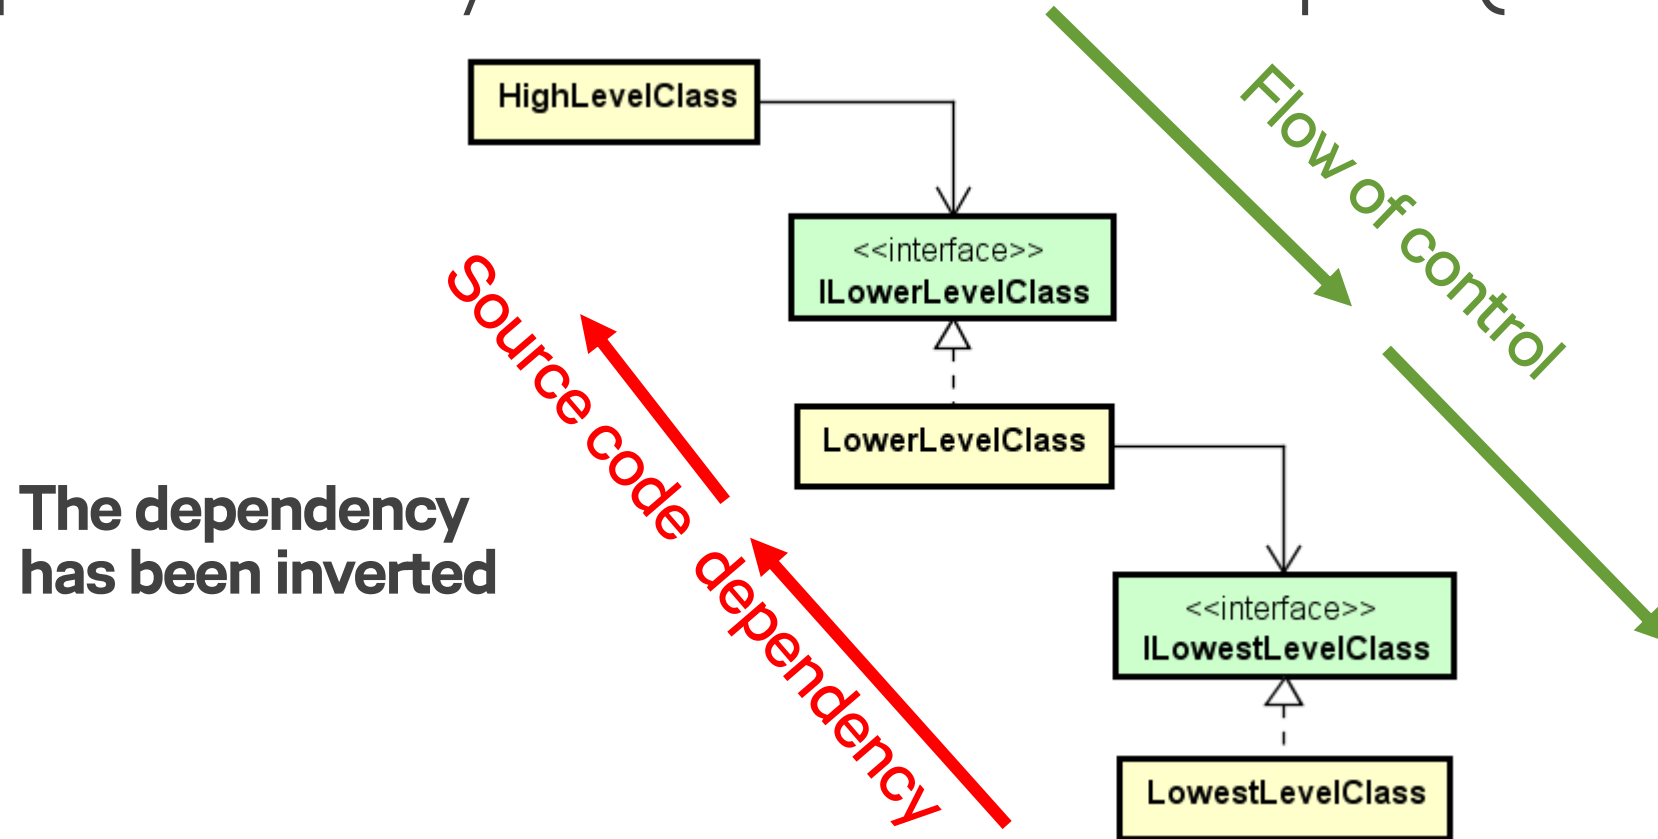 HighLevelClass
Flow of control
<<interface>>
ILowerLevelClass
Source code dependency
LowerLevelClass
The dependency
has been inverted
<<interface>>
ILowestLevelClass
LowestLevelClass